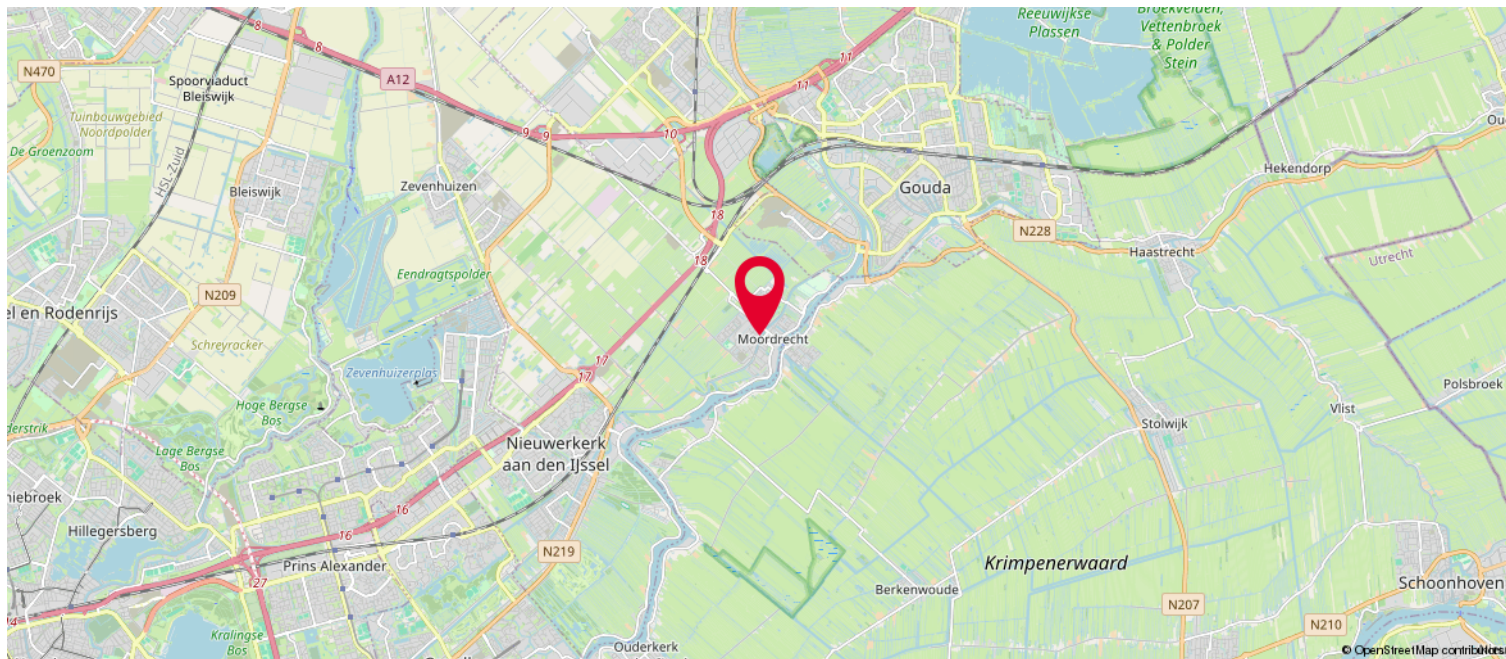 8
8
N470
A12
Spoorviaduct
Bleiswijk
Tuinbouwgebied
Noordpolder
De Groenzoom
HSL-Zuid
Bleiswijk
Zevenhuizen
9
9
10
11
11
Reeuwijkse
Plassen
Broekvelden,
Vettenbroek
& Polder
Stein
Ou
Hekendorp
Gouda
N228
Haastrecht
Utrecht
18
18
Eendragtspolder
N209
el en Rodenrijs
Schreyracker
Zevenhuizerplas
Moordrecht
17
17
Hoge Bergse
Bos
derstrik
Lage Bergse
Bos
Nieuwerkerk
aan den IJssel
Polsbroek
Vlist
Stolwijk
niebroek
Hillegersberg
16
16
N219
Prins Alexander
27
Krimpenerwaard
Berkenwoude
Schoonhoven
N207
N210
Kralingse
Bos
Ouderkerk
© OpenStreetMap contributors